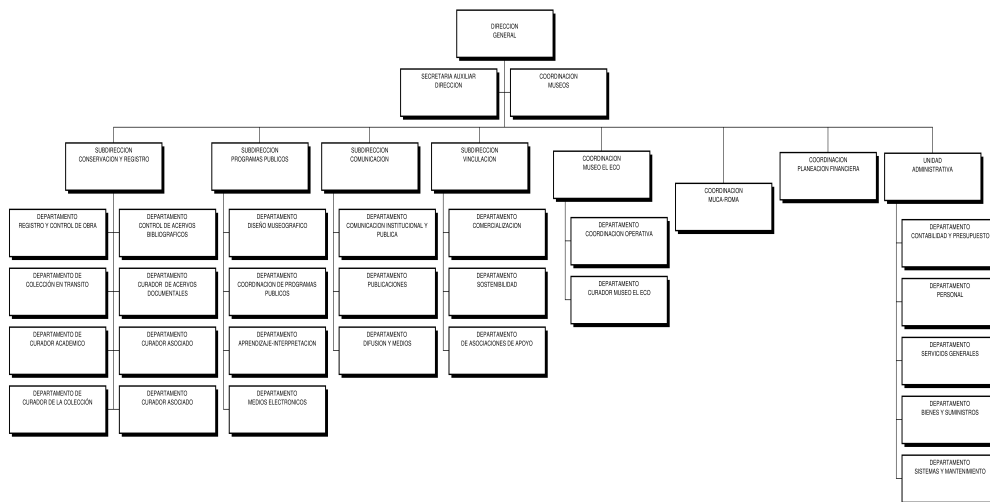 DIRECCION
GENERAL
SECRETARIA AUXILIAR
DIRECCION
COORDINACION
MUSEOS
SUBDIRECCION
CONSERVACION Y REGISTRO
SUBDIRECCION
PROGRAMAS PUBLICOS
SUBDIRECCION
COMUNICACION
SUBDIRECCION
VINCULACION
COORDINACION
MUSEO EL ECO
COORDINACION
MUCA-ROMA
COORDINACION
PLANEACION FINANCIERA
UNIDAD
ADMINISTRATIVA
DEPARTAMENTO
REGISTRO Y CONTROL DE OBRA
DEPARTAMENTO
CONTROL DE ACERVOS
BIBLIOGRAFICOS
DEPARTAMENTO DE
COLECCIÓN EN TRANSITO
DEPARTAMENTO
CURADOR DE ACERVOS
DOCUMENTALES
DEPARTAMENTO DE
CURADOR ACADEMICO
DEPARTAMENTO
CURADOR ASOCIADO
DEPARTAMENTO DE
CURADOR DE LA COLECCIÓN
DEPARTAMENTO
CURADOR ASOCIADO
DEPARTAMENTO
DISEÑO MUSEOGRAFICO
DEPARTAMENTO
COORDINACION DE PROGRAMAS
PUBLICOS
DEPARTAMENTO
APRENDIZAJE-INTERPRETACION
DEPARTAMENTO
MEDIOS ELECTRONICOS
DEPARTAMENTO
COMUNICACION INSTITUCIONAL Y
PUBLICA
DEPARTAMENTO
PUBLICACIONES
DEPARTAMENTO
DIFUSION Y MEDIOS
DEPARTAMENTO
COMERCIALIZACION
DEPARTAMENTO
SOSTENIBILIDAD
DEPARTAMENTO
DE ASOCIACIONES DE APOYO
DEPARTAMENTO
COORDINACION OPERATIVA
DEPARTAMENTO
CURADOR MUSEO EL ECO
DEPARTAMENTO
CONTABILIDAD Y PRESUPUESTO
DEPARTAMENTO
PERSONAL
DEPARTAMENTO
SERVICIOS GENERALES
DEPARTAMENTO
BIENES Y SUMINISTROS
DEPARTAMENTO
SISTEMAS Y MANTENIMIENTO